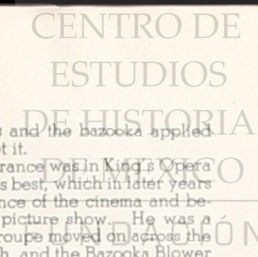 CENTRO DE
ESTUDIOS
DE HISTORIA
DE MÉXICO
FUNDACIÓN
s and the bazooka applied
ot it.
rance was in King's Opera
s best, which in later years
nce of the cinema and be-
picture show. He was a
roupe moved on across the
h, and the Bazooka Blower